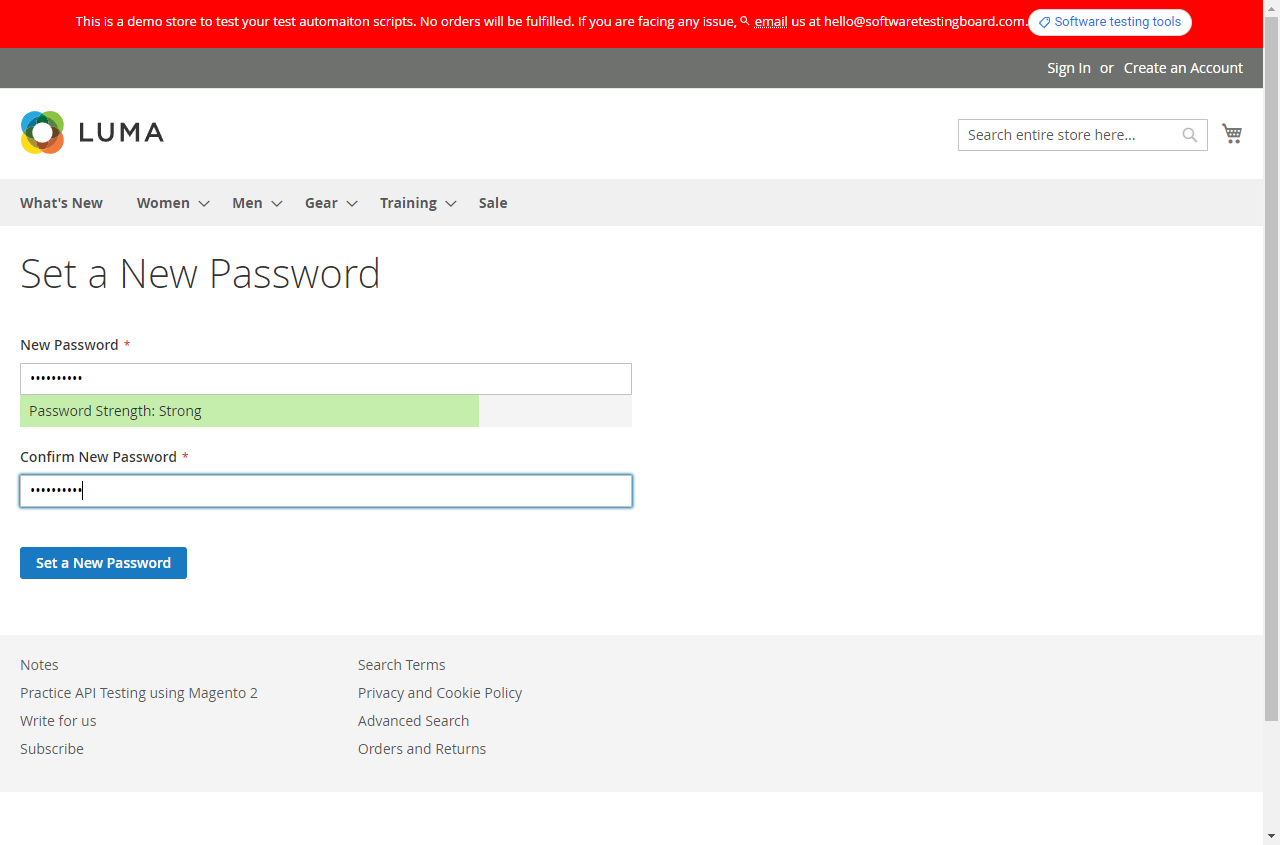 This is a demo store to test your test automaiton scripts. No orders will be fulfilled. If you are facing any issue, email us at hello@softwaretestingboard.com. Software testing tools
Sign In or Create an Account
LUMA
Search entire store here...
What's New Women Men Gear Training Sale
Set a New Password
New Password *
••••••••••
Password Strength: Strong
Confirm New Password *
••••••••••
Set a New Password
Notes
Practice API Testing using Magento 2
Write for us
Subscribe
Search Terms
Privacy and Cookie Policy
Advanced Search
Orders and Returns